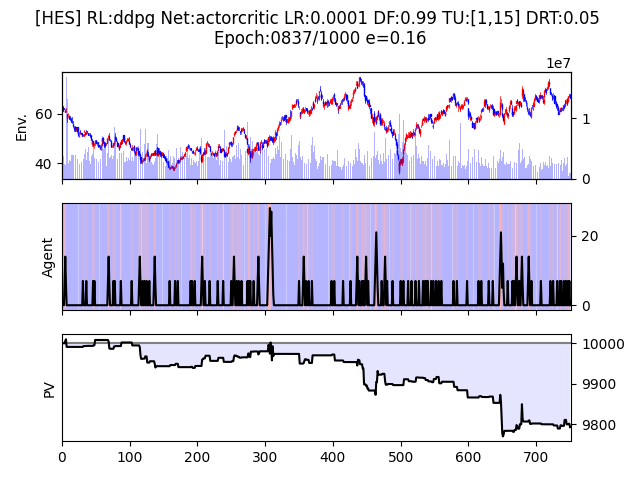 [HES] RL:ddpg Net:actorcritic LR:0.0001 DF:0.99 TU:[1,15] DRT:0.05
Epoch:0837/1000 e=0.16
1e7
Env.
60
40
1
0
Agent
20
0
PV
10000
9900
9800
0 100 200 300 400 500 600 700